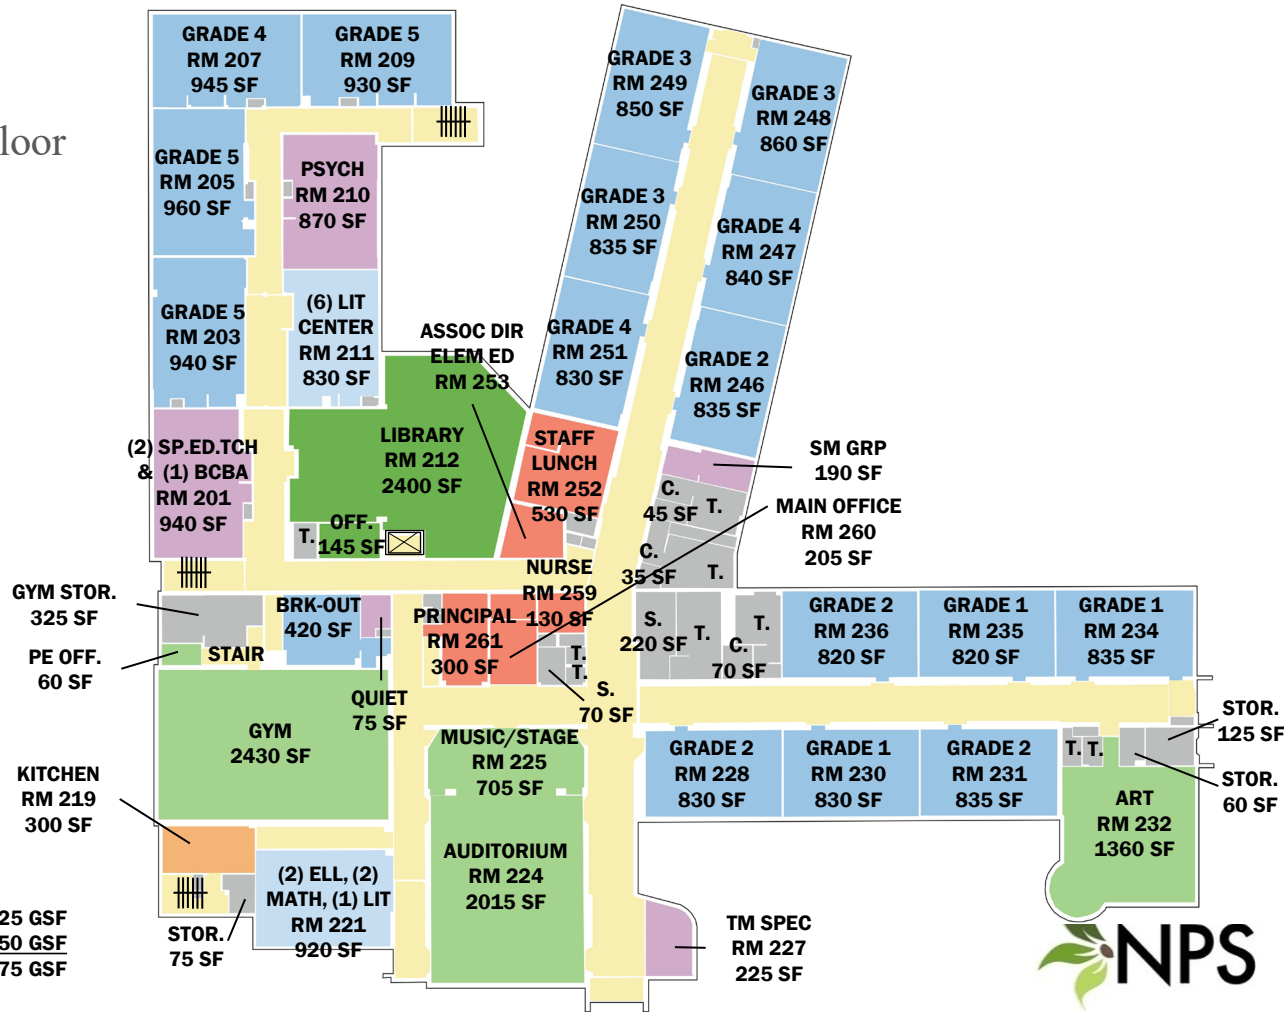 loor
GRADE 4
RM 207
945 SF
GRADE 5
RM 209
930 SF
GRADE 5
RM 205
960 SF
PSYCH
RM 210
870 SF
GRADE 5
RM 203
940 SF
(6) LIT
CENTER
RM 211
830 SF
ASSOC DIR
ELEM ED
RM 253
GRADE 3
RM 249
850 SF
GRADE 3
RM 248
860 SF
GRADE 3
RM 250
835 SF
GRADE 4
RM 247
840 SF
GRADE 4
RM 251
830 SF
GRADE 2
RM 246
835 SF
(2) SP.ED.TCH
& (1) BCBA
RM 201
940 SF
LIBRARY
RM 212
2400 SF
T.
OFF.
145 SF
STAFF
LUNCH
RM 252
530 SF
SM GRP
190 SF
C.
45 SF
T.
MAIN OFFICE
RM 260
205 SF
C.
35 SF
T.
GYM STOR.
325 SF
PE OFF.
60 SF
STAIR
BRK-OUT
420 SF
QUIET
75 SF
PRINCIPAL
RM 261
300 SF
NURSE
RM 259
130 SF
T.
T.
S.
70 SF
S.
220 SF
T.
T.
C.
70 SF
GRADE 2
RM 236
820 SF
GRADE 1
RM 235
820 SF
GRADE 1
RM 234
835 SF
GYM
2430 SF
MUSIC/STAGE
RM 225
705 SF
GRADE 2
RM 228
830 SF
GRADE 1
RM 230
830 SF
GRADE 2
RM 231
835 SF
T.
T.
STOR.
125 SF
STOR.
60 SF
ART
RM 232
1360 SF
KITCHEN
RM 219
300 SF
AUDITORIUM
RM 224
2015 SF
(2) ELL, (2)
MATH, (1) LIT
RM 221
920 SF
STOR.
75 SF
TM SPEC
RM 227
225 SF
25 GSF
50 GSF
75 GSF
NPS